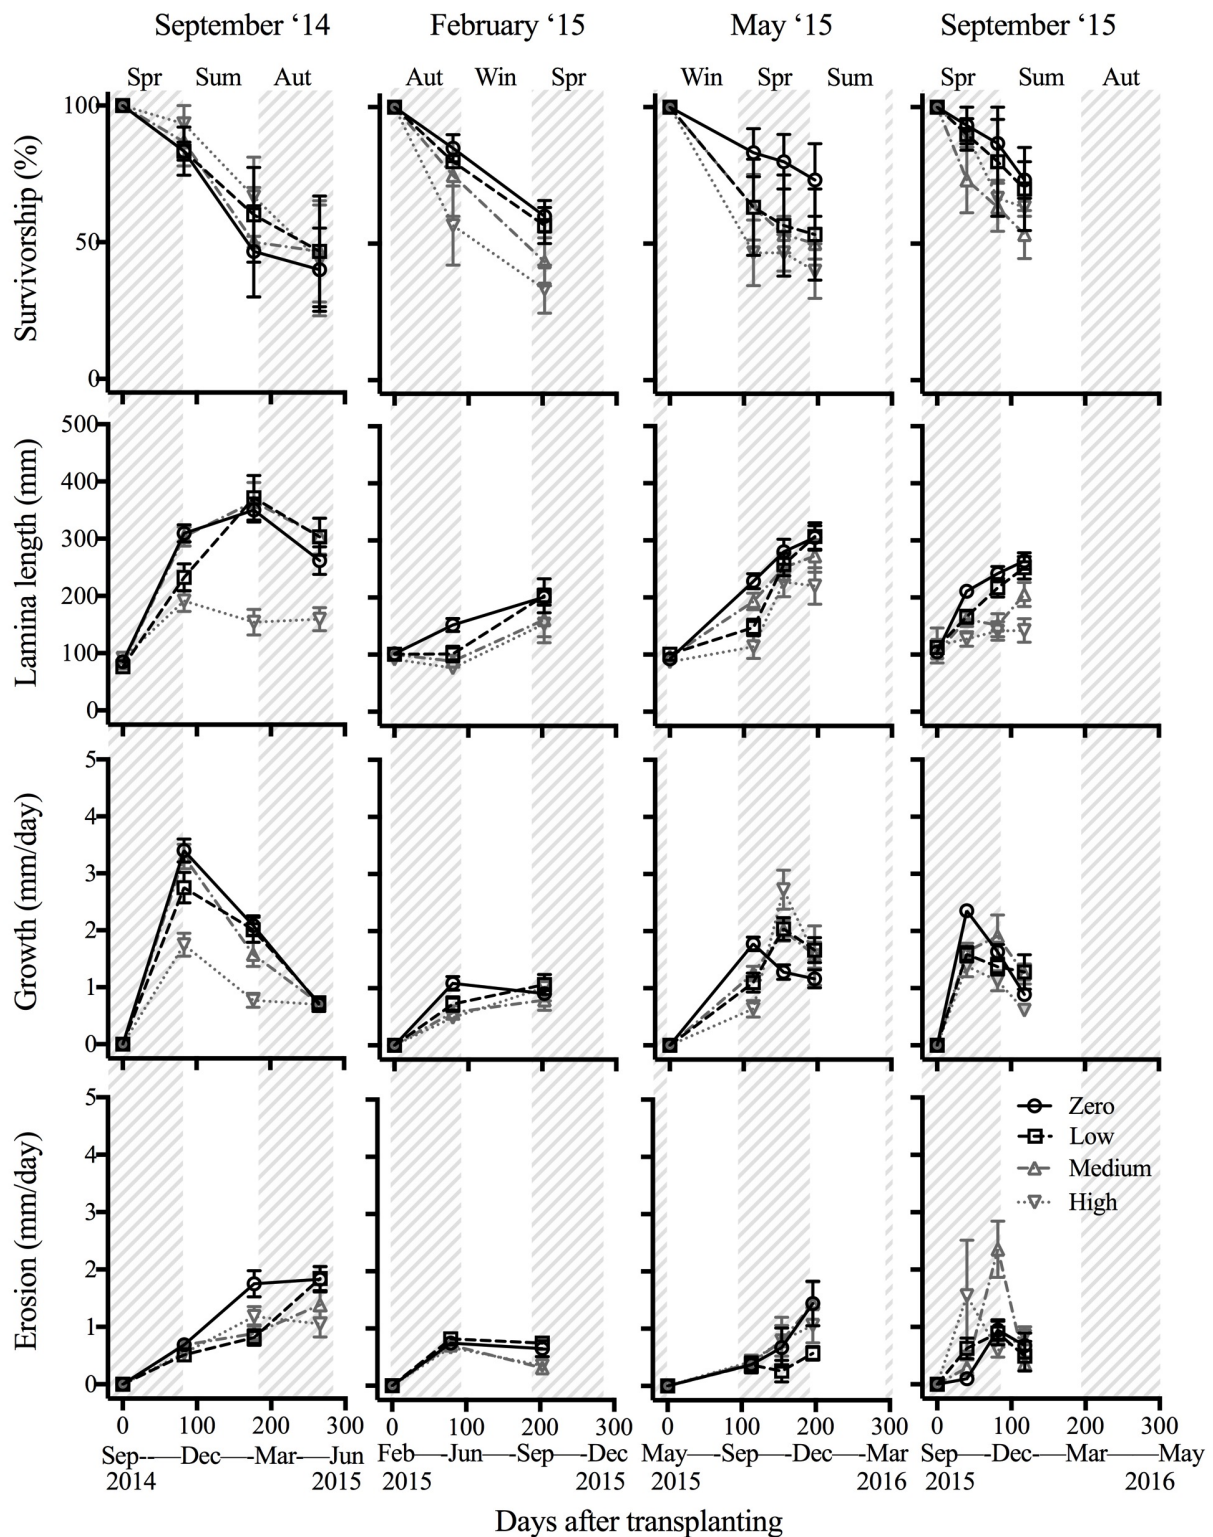 September ‘14 February ‘15 May ‘15 September ‘15
Spr Sum Aut Aut Win Spr Win Spr Sum Spr Sum Aut
Survivorship (%)
100
50
0
Lamina length (mm)
500
400
300
200
100
0
Growth (mm/day)
5
4
3
2
1
0
Erosion (mm/day)
5
4
3
2
1
0
Zero
Low
Medium
High
0 100 200 300 0 100 200 300 0 100 200 300 0 100 200 300
Sep Dec Mar Jun Feb Jun Sep Dec May Sep Dec Mar Sep Dec Mar May
2014 2015 2015 2015 2015 2016 2015 2016
Days after transplanting